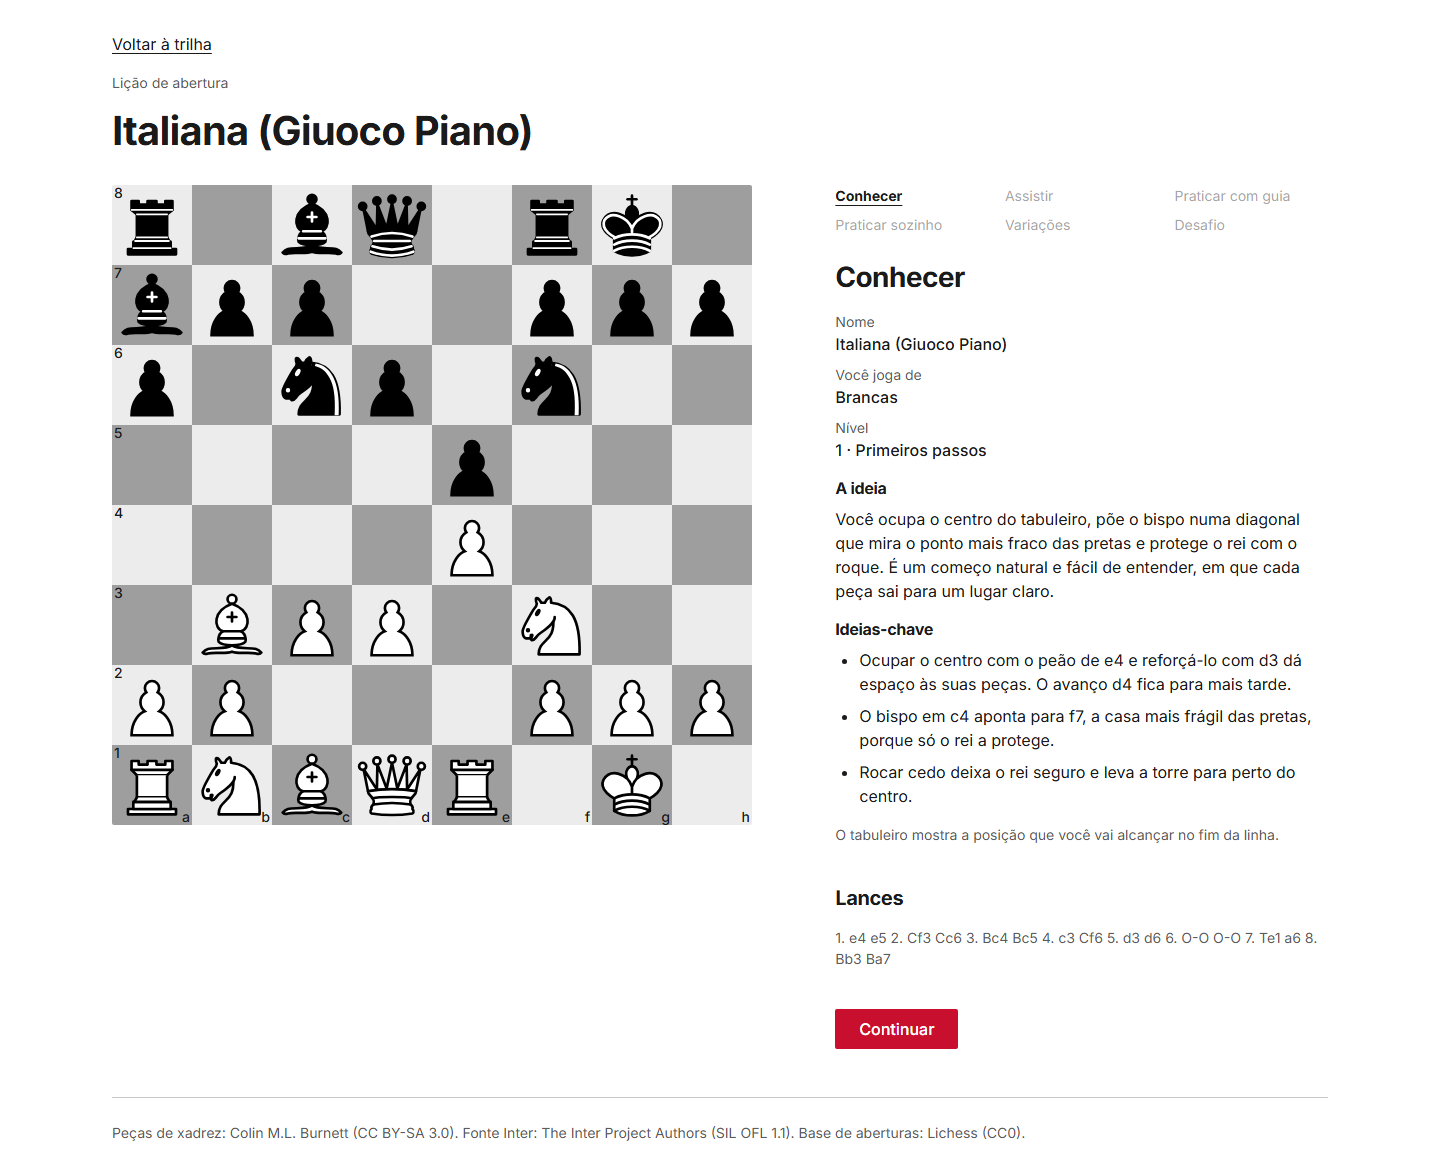 Voltar à trilha
Lição de abertura
Italiana (Giuoco Piano)
8
7
6
5
4
3
2
1
a
b
c
d
e
f
g
h
Conhecer
Assistir
Praticar com guia
Praticar sozinho
Variações
Desafio
Conhecer
Nome
Italiana (Giuoco Piano)
Você joga de
Brancas
Nível
1 · Primeiros passos
A ideia
Você ocupa o centro do tabuleiro, põe o bispo numa diagonal
que mira o ponto mais fraco das pretas e protege o rei com o
roque. É um começo natural e fácil de entender, em que cada
peça sai para um lugar claro.
Ideias-chave
• Ocupar o centro com o peão de e4 e reforçá-lo com d3 dá
espaço às suas peças. O avanço d4 fica para mais tarde.
• O bispo em c4 aponta para f7, a casa mais frágil das pretas,
porque só o rei a protege.
• Rocar cedo deixa o rei seguro e leva a torre para perto do
centro.
O tabuleiro mostra a posição que você vai alcançar no fim da linha.
Lances
1. e4 e5 2. Cf3 Cc6 3. Bc4 Bc5 4. c3 Cf6 5. d3 d6 6. O-O O-O 7. Te1 a6 8.
Bb3 Ba7
Continuar
Peças de xadrez: Colin M.L. Burnett (CC BY-SA 3.0). Fonte Inter: The Inter Project Authors (SIL OFL 1.1). Base de aberturas: Lichess (CC0).